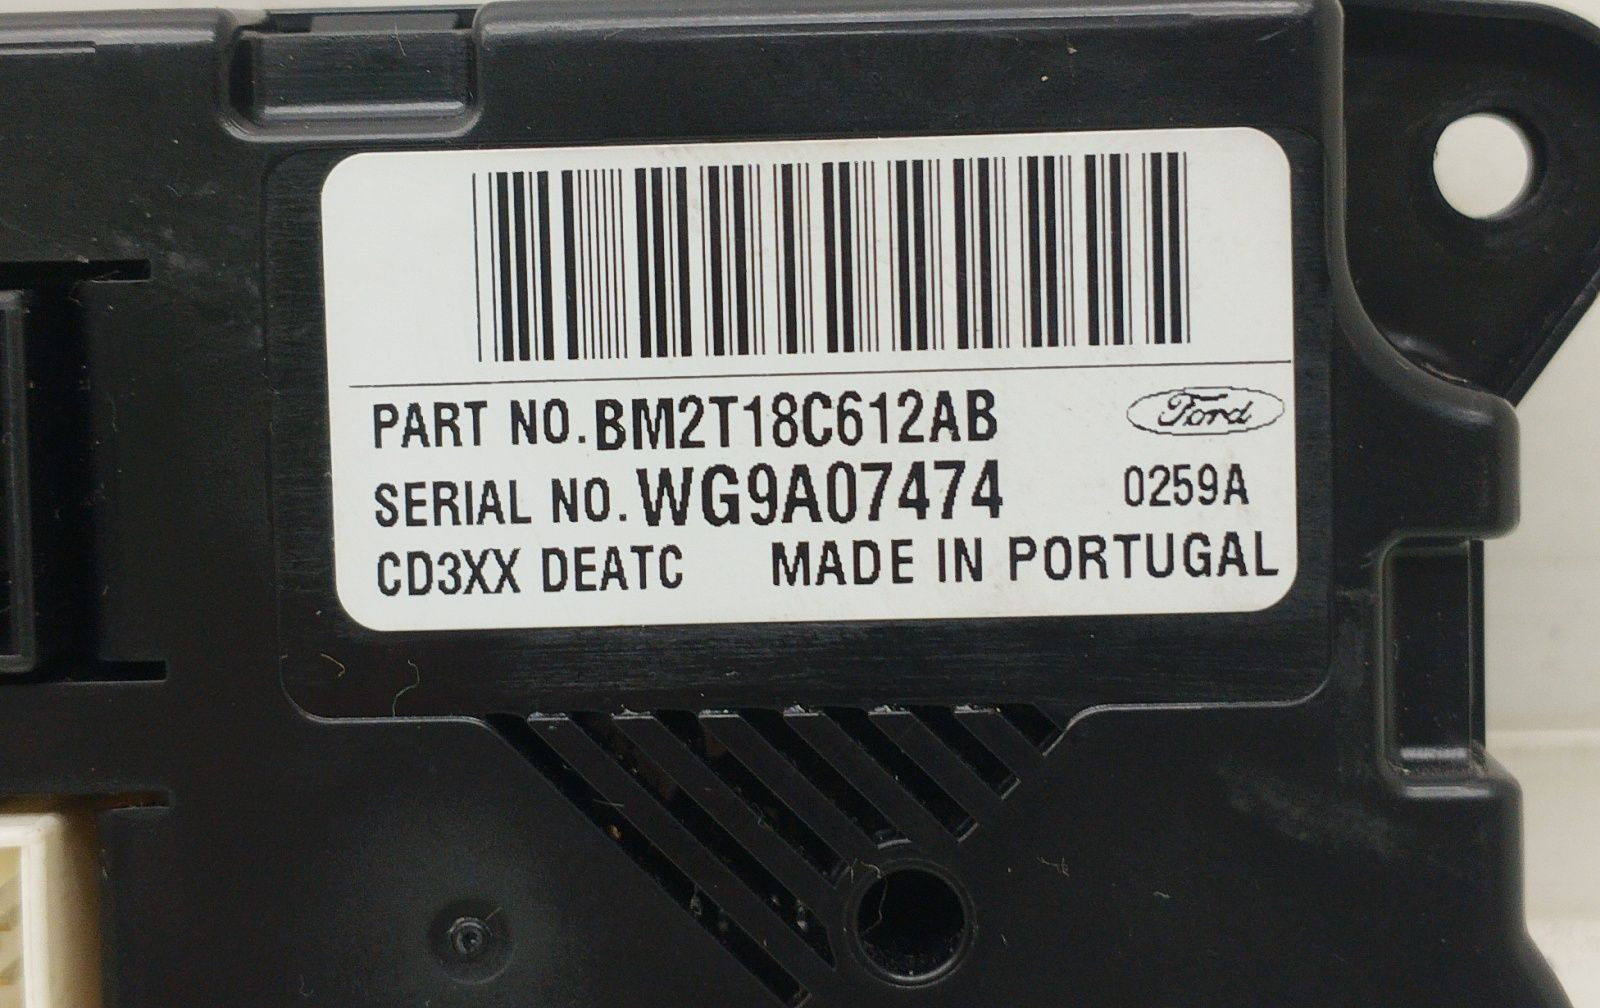 PART NO. BM2T18C612AB Ford
SERIAL NO. WG9A07474 0259A
CD3XX DEATC MADE IN PORTUGAL